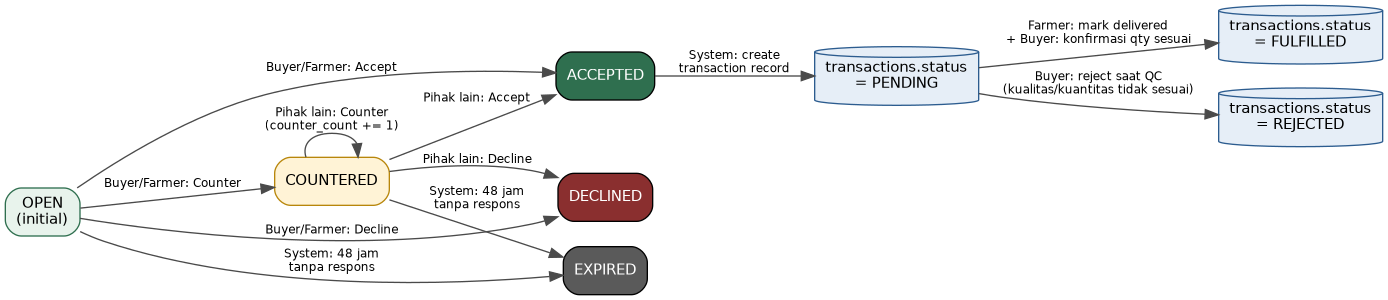 OPEN
(initial)
Buyer/Farmer: Accept
Buyer/Farmer: Counter
Buyer/Farmer: Decline
System: 48 jam
tanpa respons
Pihak lain: Counter
(counter_count += 1)
COUNTERED
Pihak lain: Accept
Pihak lain: Decline
System: 48 jam
tanpa respons
ACCEPTED
DECLINED
EXPIRED
System: create
transaction record
transactions.status
= PENDING
Farmer: mark delivered
+ Buyer: konfirmasi qty sesuai
Buyer: reject saat QC
(kualitas/kuantitas tidak sesuai)
transactions.status
= FULFILLED
transactions.status
= REJECTED